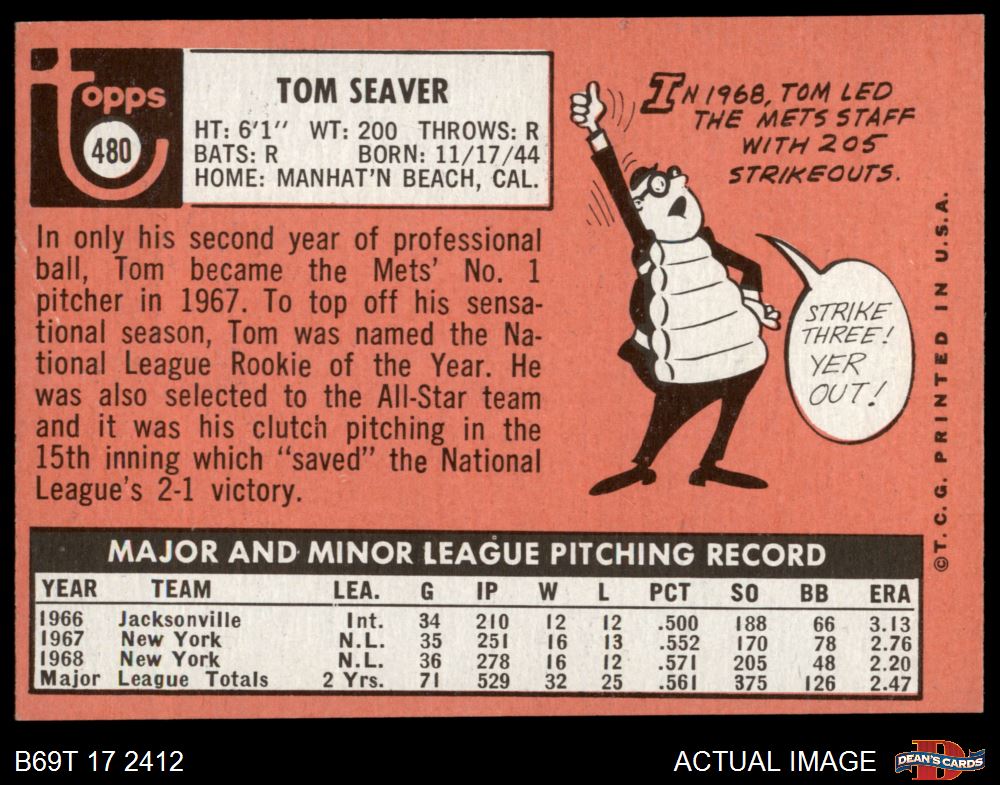 topps
480
TOM SEAVER
HT: 6'1" WT: 200 THROWS: R
BATS: R BORN: 11/17/44
HOME: MANHAT'N BEACH, CAL.
In only his second year of professional
ball, Tom became the Mets' No. 1
pitcher in 1967. To top off his sensa-
tional season, Tom was named the Na-
tional League Rookie of the Year. He
was also selected to the All-Star team
and it was his clutch pitching in the
15th inning which "saved" the National
League's 2-1 victory.
IN 1968, TOM LED
THE METS STAFF
WITH 205
STRIKEOUTS.
STRIKE
THREE!
YER
OUT!
©T.C.G. PRINTED IN U.S.A.
MAJOR AND MINOR LEAGUE PITCHING RECORD
YEAR TEAM LEA. G IP W L PCT SO BB ERA
1966 Jacksonville Int. 34 210 12 12 .500 188 66 3.13
1967 New York N.L. 35 251 16 13 .552 170 78 2.76
1968 New York N.L. 36 278 16 12 .571 205 48 2.20
Major League Totals 2 Yrs. 71 529 32 25 .561 375 126 2.47
B69T 17 2412
ACTUAL IMAGE
DEAN'S CARDS